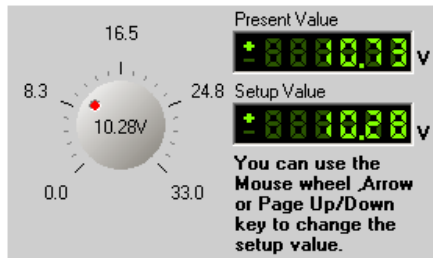 16.5
8.3
24.8
10.28V
0.0
33.0
Present Value
+ 10.73 V
Setup Value
+ 10.28 V
You can use the
Mouse wheel ,Arrow
or Page Up/Down
key to change the
setup value.